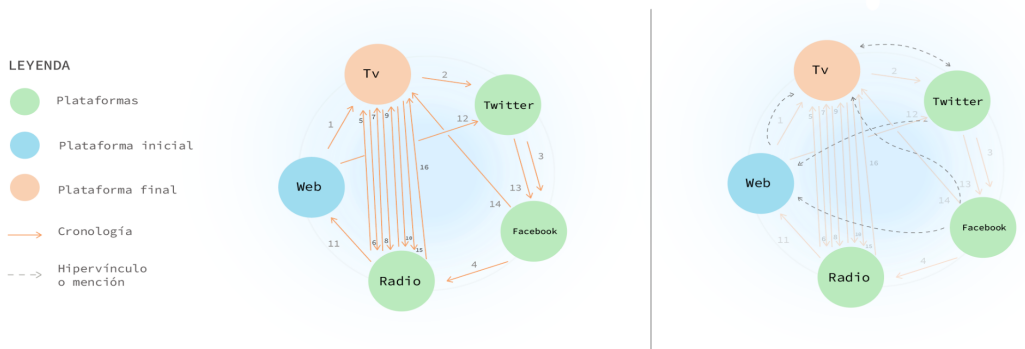 LEYENDA
Plataformas
Plataforma inicial
Plataforma final
Cronología
Hipervínculo
o mención
Tv
2
Twitter
5
7
9
1
12
16
3
Web
13
14
Facebook
11
6
8
10
15
4
Radio
Tv
2
Twitter
5
7
9
1
12
16
3
Web
13
14
Facebook
11
6
8
10
15
4
Radio